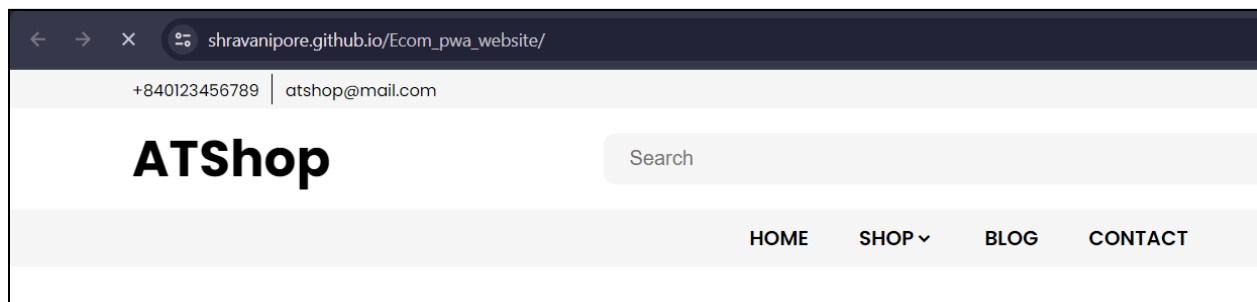 shravanipore.github.io/Ecom_pwa_website/
+840123456789 atshop@mail.com
ATShop Search
HOME SHOP BLOG CONTACT